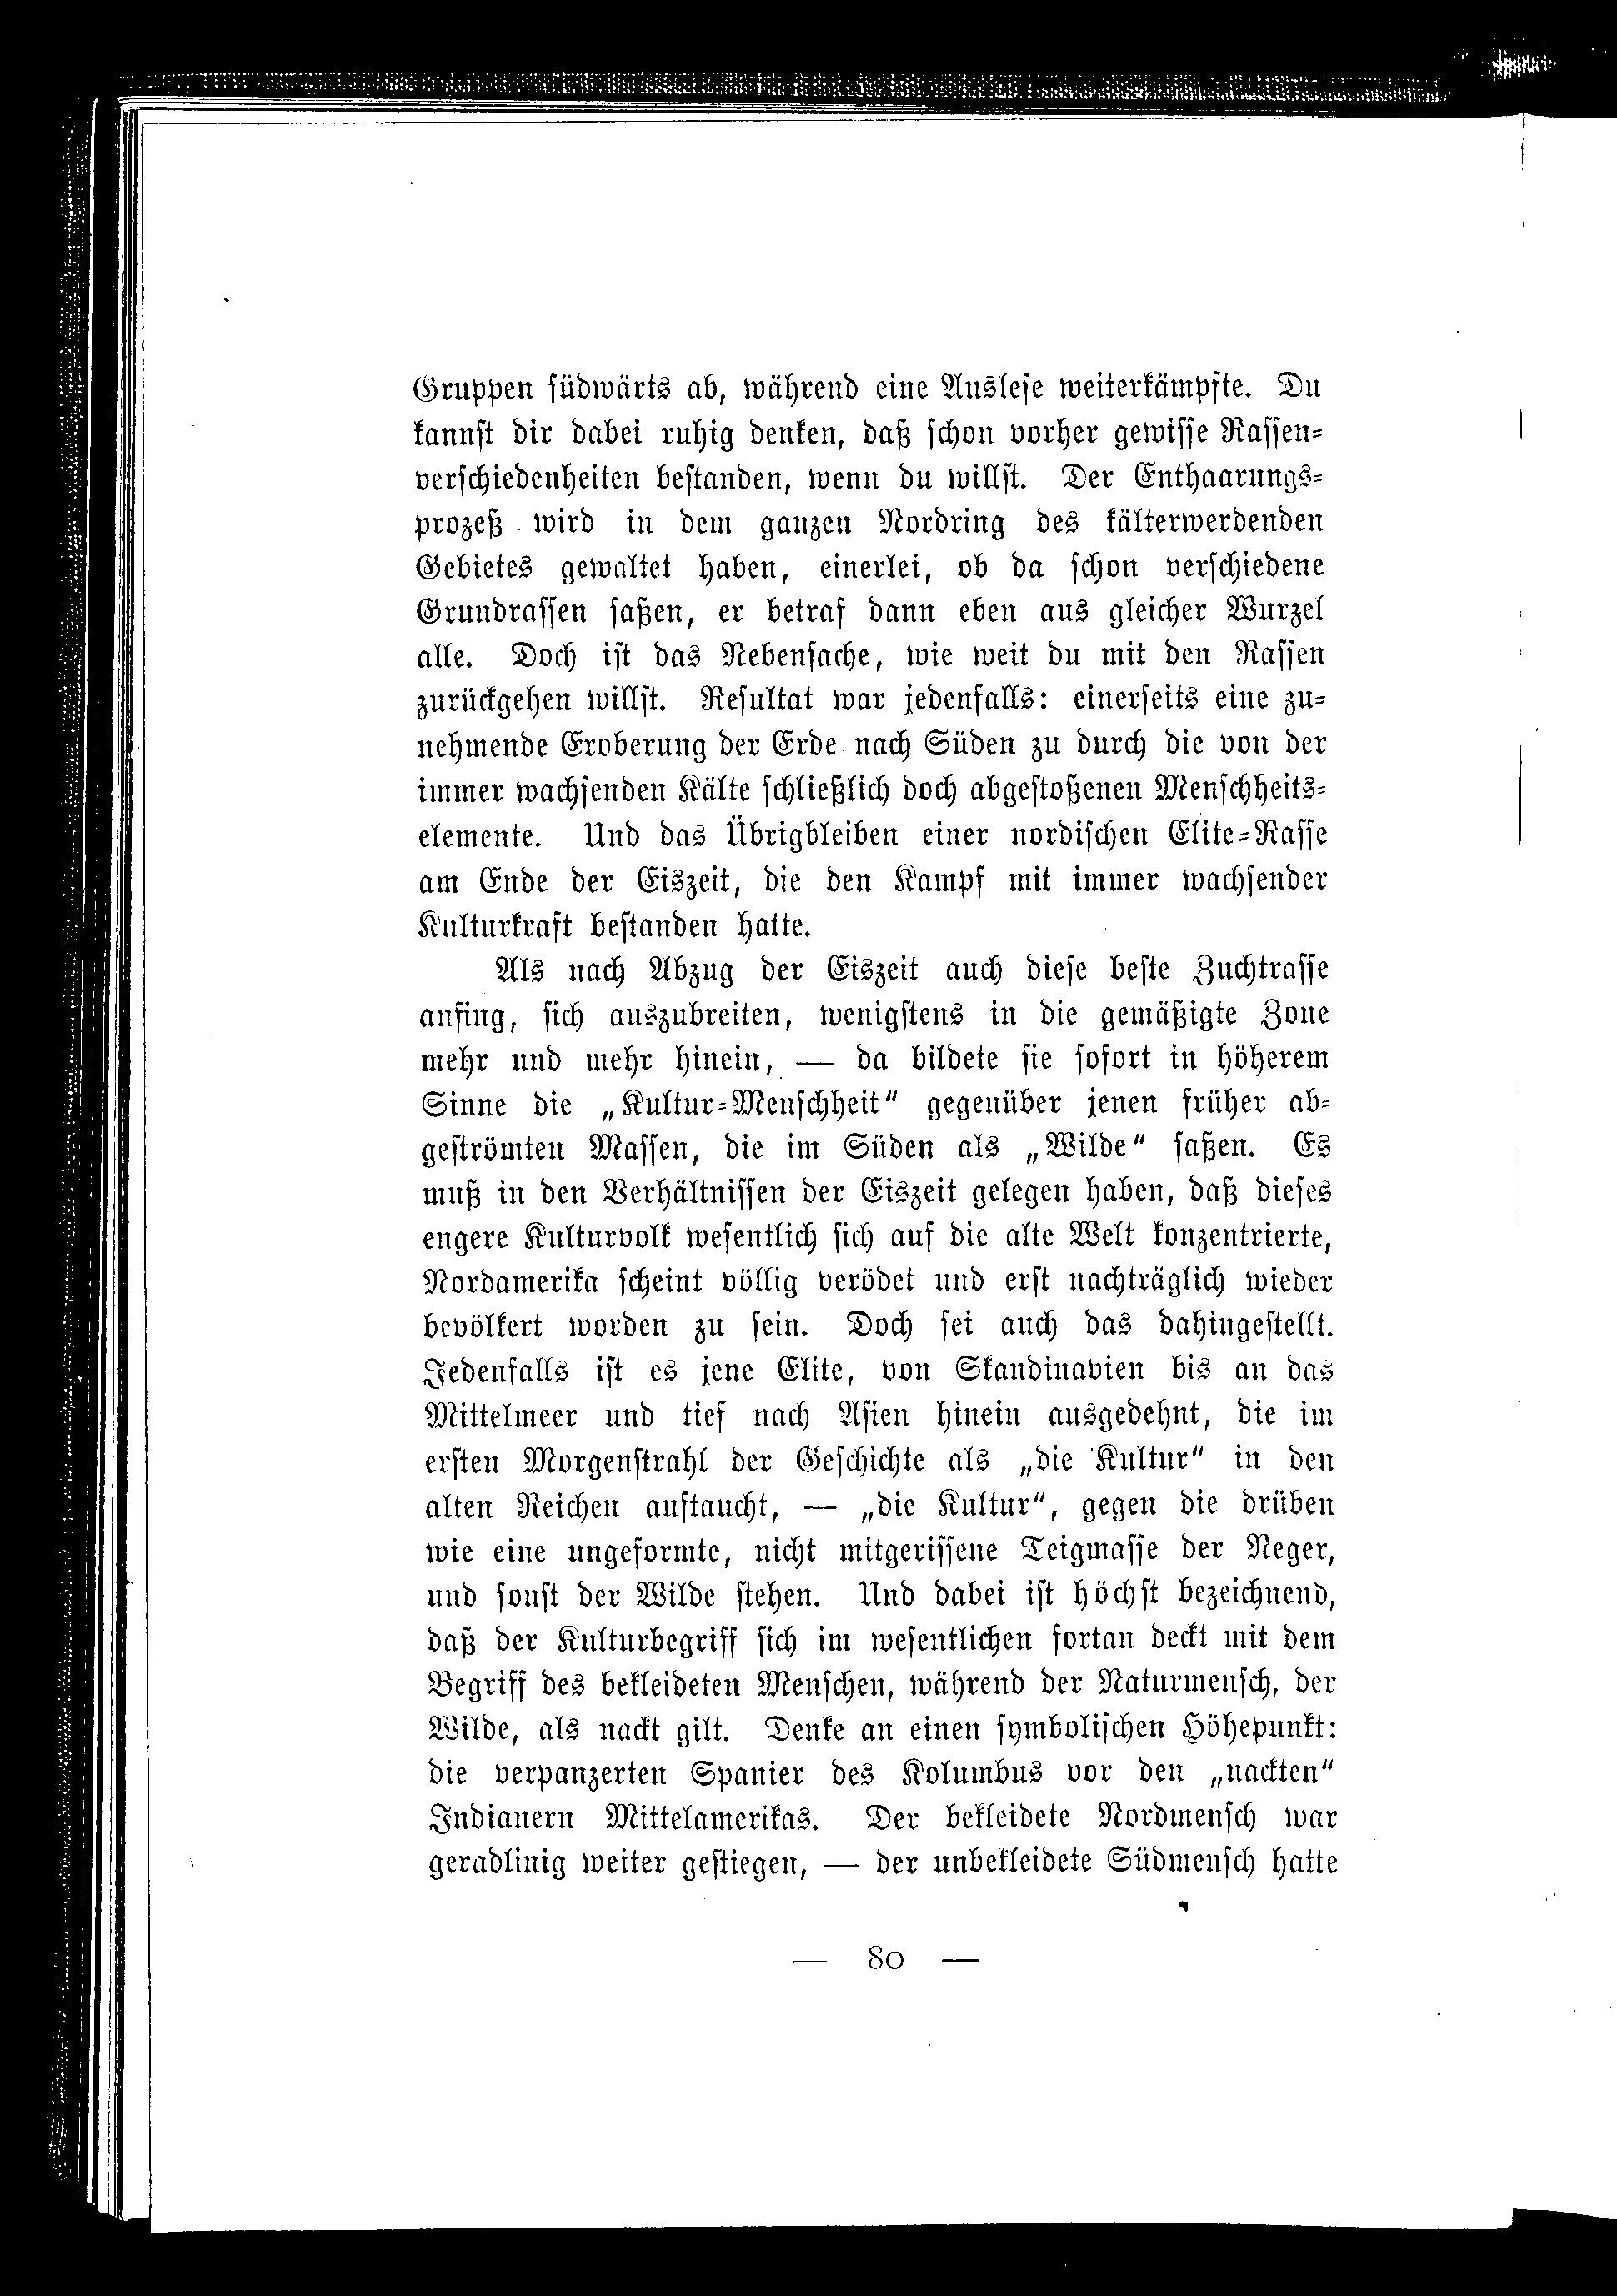 Gruppen südwärts ab, während eine Auslese weiterkämpfte. Du
kannst dir dabei ruhig denken, daß schon vorher gewisse Rassen-
verschiedenheiten bestanden, wenn du willst. Der Enthaarungs-
prozeß wird in dem ganzen Nordring des kälterwerdenden
Gebietes gewaltet haben, einerlei, ob da schon verschiedene
Grundrassen saßen, er betraf dann eben aus gleicher Wurzel
alle. Doch ist das Nebensache, wie weit du mit den Rassen
zurückgehen willst. Resultat war jedenfalls: einerseits eine zu-
nehmende Eroberung der Erde nach Süden zu durch die von der
immer wachsenden Kälte schließlich doch abgestoßenen Menschheits-
elemente. Und das Übrigbleiben einer nordischen Elite-Rasse
am Ende der Eiszeit, die den Kampf mit immer wachsender
Kulturkraft bestanden hatte.
Als nach Abzug der Eiszeit auch diese beste Zuchtrasse
anfing, sich auszubreiten, wenigstens in die gemäßigte Zone
mehr und mehr hinein, — da bildete sie sofort in höherem
Sinne die „Kultur-Menschheit“ gegenüber jenen früher ab-
geströmten Massen, die im Süden als „Wilde“ saßen. Es
muß in den Verhältnissen der Eiszeit gelegen haben, daß dieses
engere Kulturvolk wesentlich sich auf die alte Welt konzentrierte,
Nordamerika scheint völlig verödet und erst nachträglich wieder
bevölkert worden zu sein. Doch sei auch das dahingestellt.
Jedenfalls ist es jene Elite, von Skandinavien bis an das
Mittelmeer und tief nach Asien hinein ausgedehnt, die im
ersten Morgenstrahl der Geschichte als „die Kultur“ in den
alten Reichen auftaucht, — „die Kultur“, gegen die drüben
wie eine ungeformte, nicht mitgerissene Teigmasse der Neger,
und sonst der Wilde stehen. Und dabei ist höchst bezeichnend,
daß der Kulturbegriff sich im wesentlichen fortan deckt mit dem
Begriff des bekleideten Menschen, während der Naturmensch, der
Wilde, als nackt gilt. Denke an einen symbolischen Höhepunkt:
die verpanzerten Spanier des Kolumbus vor den „nackten“
Indianern Mittelamerikas. Der bekleidete Nordmensch war
geradlinig weiter gestiegen, — der unbekleidete Südmensch hatte
— 80 —